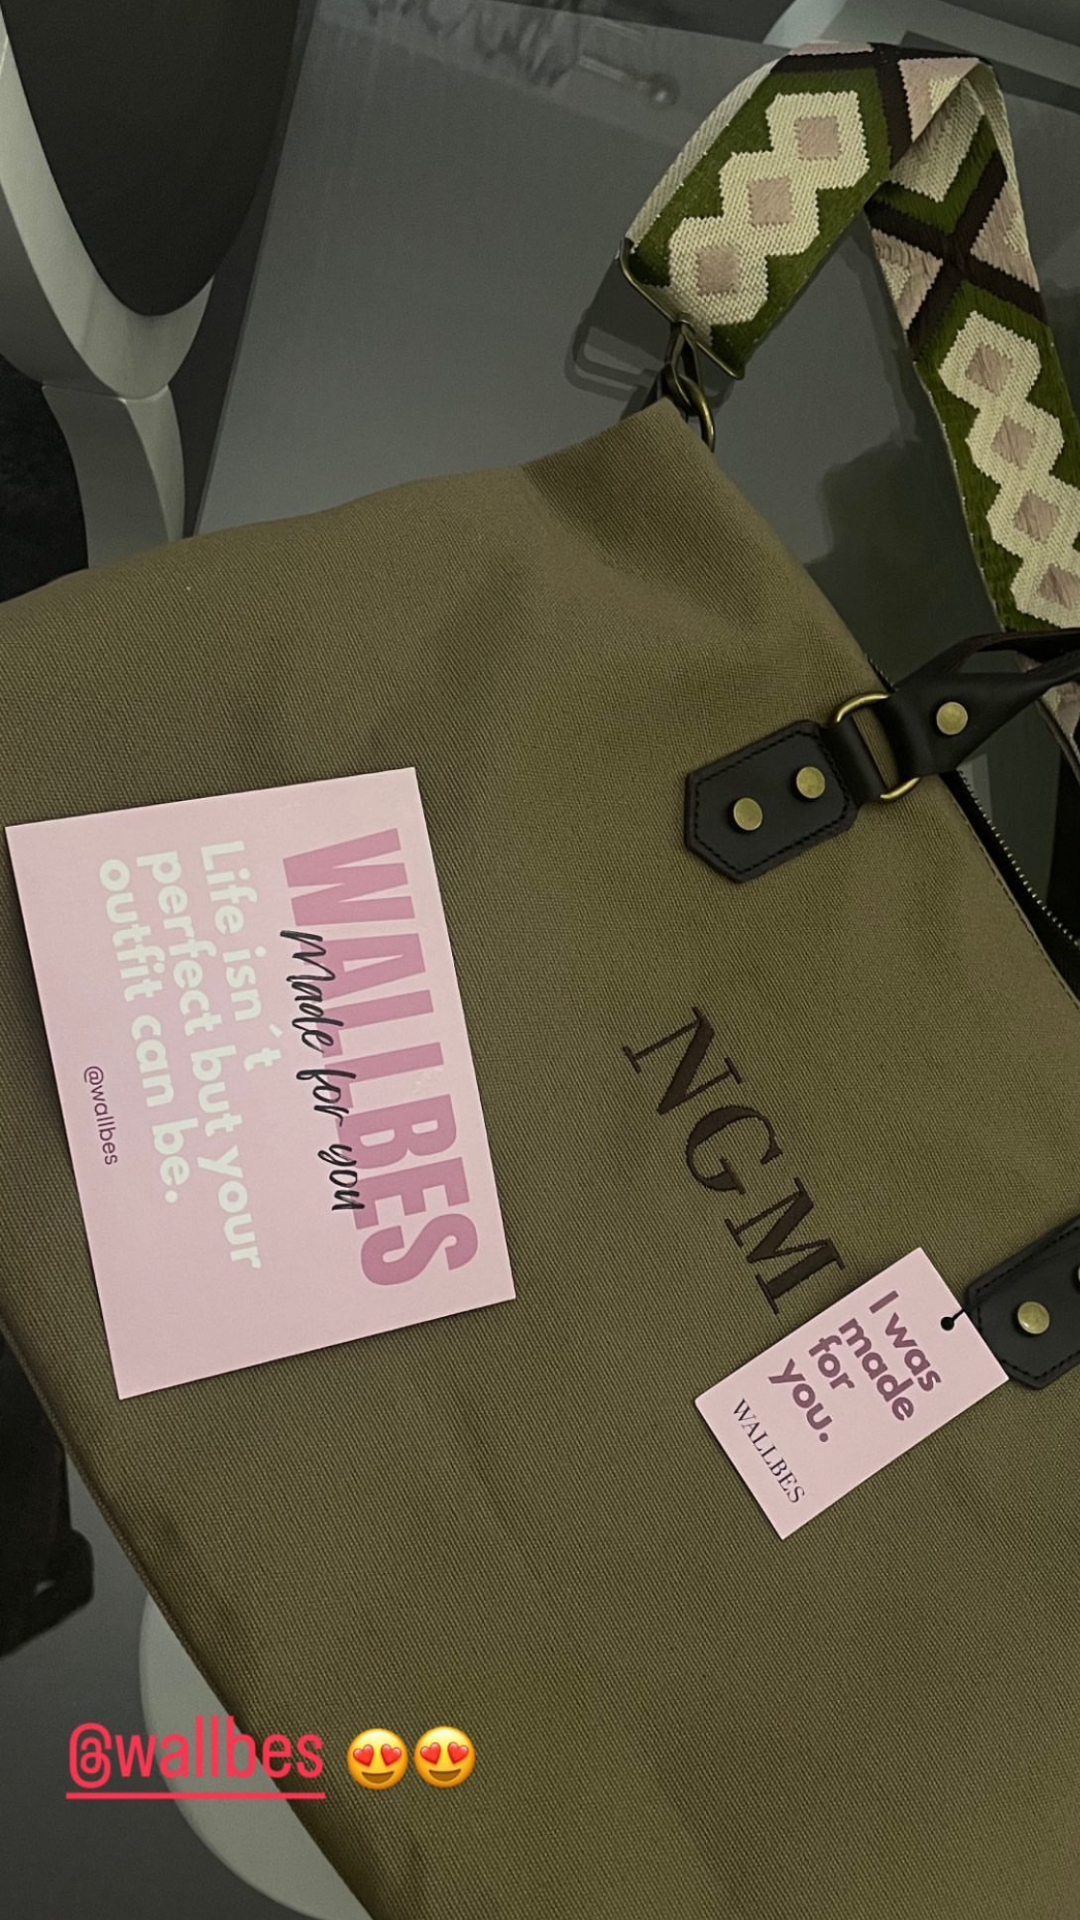 WALLBES
Made for you
Life isn´t
perfect but your
outfit can be.
@wallbes
NGM
I was
made
for
you.
WALLBES
@wallbes 😍😍